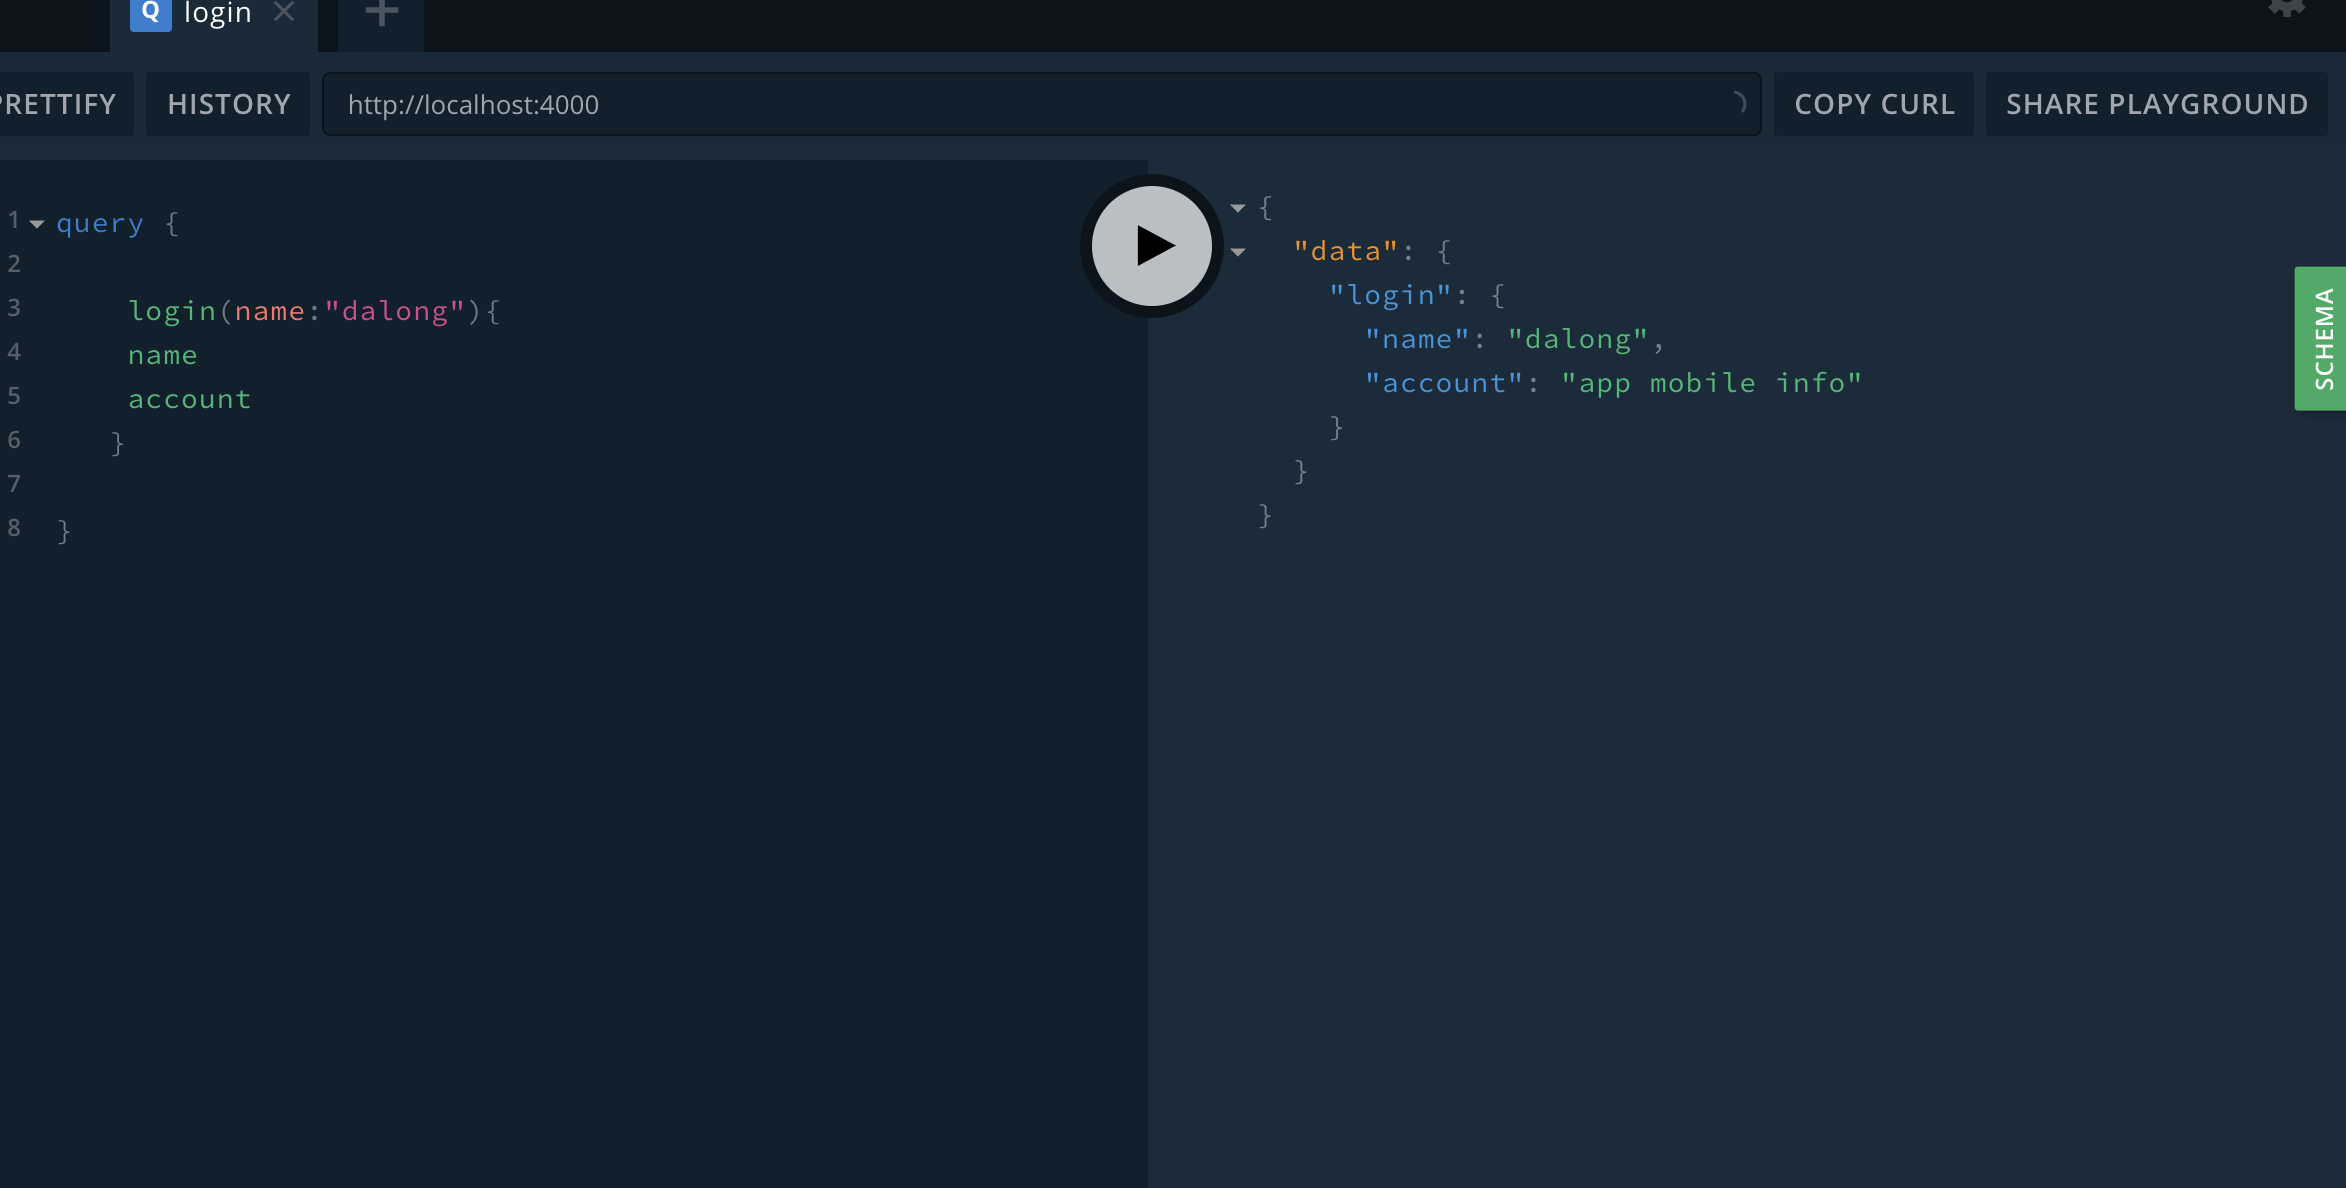 Q login
PRETTIFY HISTORY http://localhost:4000 COPY CURL SHARE PLAYGROUND
1 query {
2
3 login(name:"dalong"){
4 name
5 account
6 }
7
8 }
{
"data": {
"login": {
"name": "dalong",
"account": "app mobile info"
}
}
}
SCHEMA